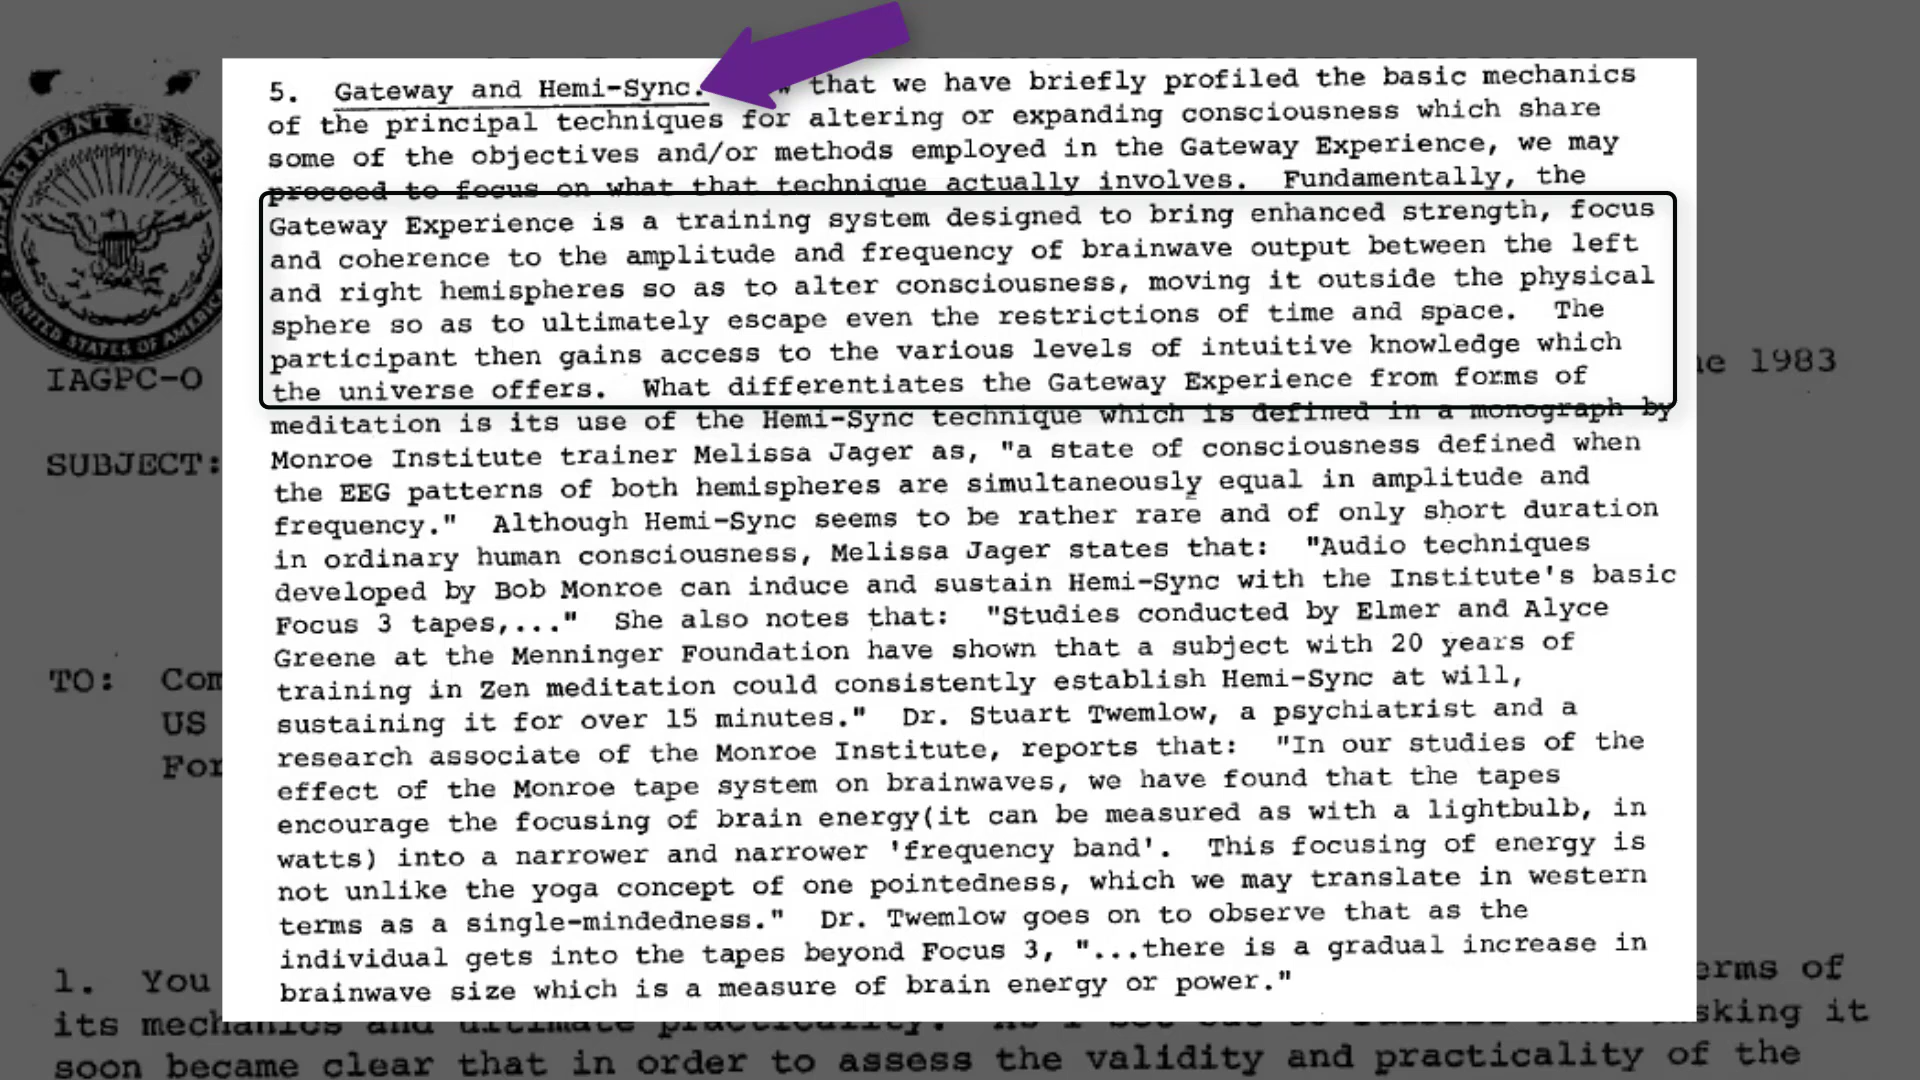 5. Gateway and Hemi-Sync. that we have briefly profiled the basic mechanics
of the principal techniques for altering or expanding consciousness which share
some of the objectives and/or methods employed in the Gateway Experience, we may
proceed to focus on what that technique actually involves. Fundamentally, the
Gateway Experience is a training system designed to bring enhanced strength, focus
and coherence to the amplitude and frequency of brainwave output between the left
and right hemispheres so as to alter consciousness, moving it outside the physical
sphere so as to ultimately escape even the restrictions of time and space. The
participant then gains access to the various levels of intuitive knowledge which
the universe offers. What differentiates the Gateway Experience from forms of
meditation is its use of the Hemi-Sync technique which is defined in a monograph by
Monroe Institute trainer Melissa Jager as, "a state of consciousness defined when
the EEG patterns of both hemispheres are simultaneously equal in amplitude and
frequency." Although Hemi-Sync seems to be rather rare and of only short duration
in ordinary human consciousness, Melissa Jager states that: "Audio techniques
developed by Bob Monroe can induce and sustain Hemi-Sync with the Institute's basic
Focus 3 tapes,..." She also notes that: "Studies conducted by Elmer and Alyce
Greene at the Menninger Foundation have shown that a subject with 20 years of
training in Zen meditation could consistently establish Hemi-Sync at will,
sustaining it for over 15 minutes." Dr. Stuart Twemlow, a psychiatrist and a
research associate of the Monroe Institute, reports that: "In our studies of the
effect of the Monroe tape system on brainwaves, we have found that the tapes
encourage the focusing of brain energy(it can be measured as with a lightbulb, in
watts) into a narrower and narrower 'frequency band'. This focusing of energy is
not unlike the yoga concept of one pointedness, which we may translate in western
terms as a single-mindedness." Dr. Twemlow goes on to observe that as the
individual gets into the tapes beyond Focus 3, "...there is a gradual increase in
brainwave size which is a measure of brain energy or power."
DEPARTMENT OF
UNITED STATES OF AMERICA
IAGPC-O
1983
SUBJECT:
TO: Com
US
For
1. You
erms of
its mechanics and ultimate practicality.
sking it
soon became clear that in order to assess the validity and practicality of the